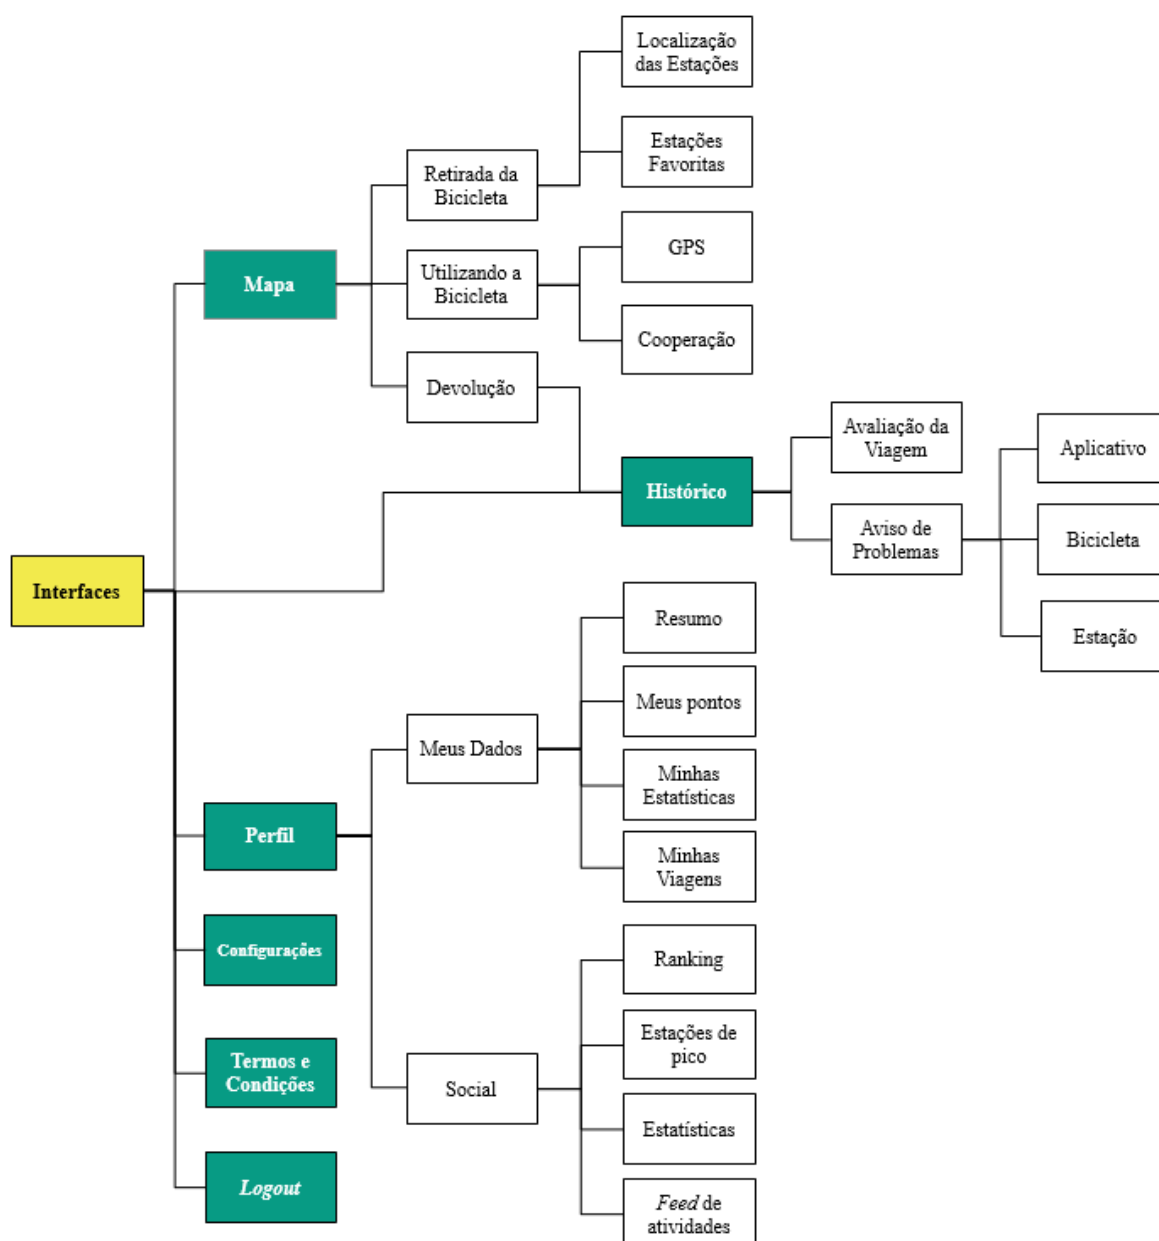 Localização
das Estações
Estações
Favoritas
Retirada da
Bicicleta
GPS
Mapa
Utilizando a
Bicicleta
Cooperação
Devolução
Avaliação da
Viagem
Aplicativo
Histórico
Aviso de
Problemas
Bicicleta
Interfaces
Resumo
Estação
Meus pontos
Meus Dados
Minhas
Estatísticas
Perfil
Minhas
Viagens
Configurações
Ranking
Estações de
pico
Termos e
Condições
Social
Estatísticas
Logout
Feed de
atividades